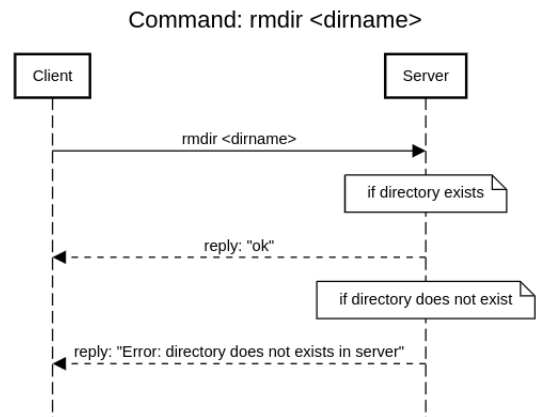 Command: rmdir <dirname>
Client
Server
rmdir <dirname>
if directory exists
reply: "ok"
if directory does not exist
reply: "Error: directory does not exists in server"